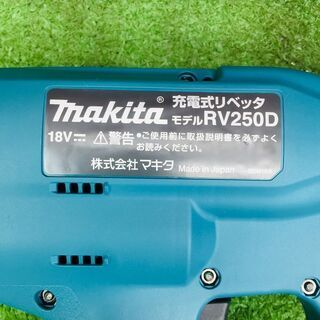 makita® 充電式リベッタ
モデルRV250D
18V⎓ ⚠警告 ●ご使用前に取扱説明書を必ずよく
お読みください。
株式会社マキタ Made in Japan